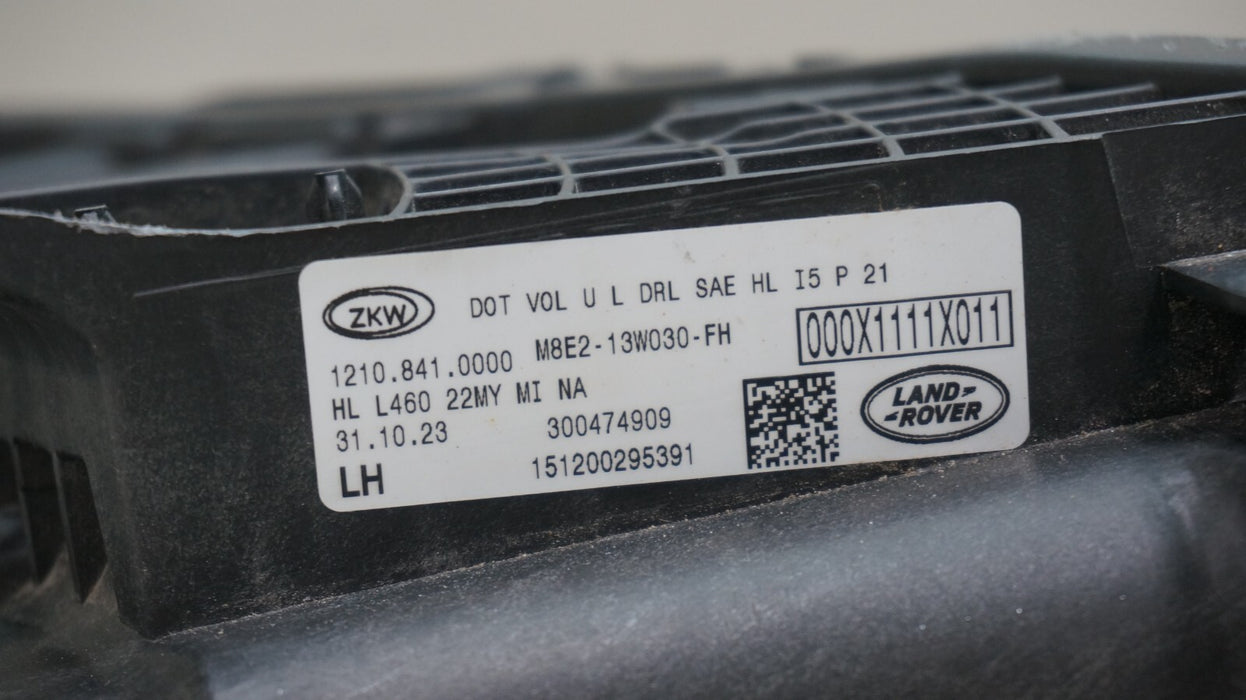 ZKW
DOT VOL U L DRL SAE HL I5 P 21
1210.841.0000 M8E2-13W030-FH
000X1111X011
HL L460 22MY MI NA
31.10.23 300474909
LAND-
-ROVER
LH 151200295391